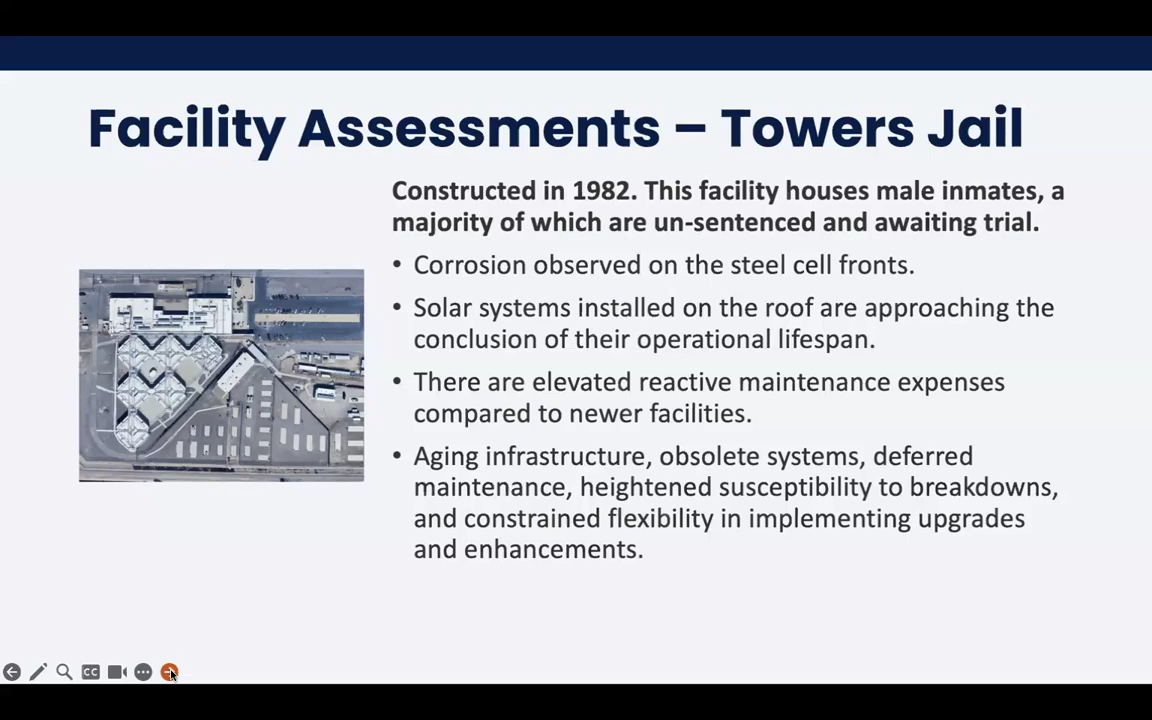 Facility Assessments – Towers Jail
Constructed in 1982. This facility houses male inmates, a
majority of which are un-sentenced and awaiting trial.
• Corrosion observed on the steel cell fronts.
• Solar systems installed on the roof are approaching the
conclusion of their operational lifespan.
• There are elevated reactive maintenance expenses
compared to newer facilities.
• Aging infrastructure, obsolete systems, deferred
maintenance, heightened susceptibility to breakdowns,
and constrained flexibility in implementing upgrades
and enhancements.
CC